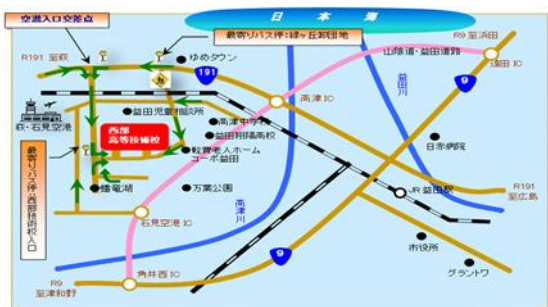 空港入口交差点
日本海
最寄りバス停:緑ヶ丘卸団地
R9 至浜田
R191 至萩
ゆめタウン
山陰道・益田道路
遠田IC
191
9
益田川
高津IC
萩・石見空港
益田児童相談所
高津中学校
西部
高等技術校
益田翔陽高校
日赤病院
軽費老人ホーム
コーポ益田
最寄りバス停:西部技術校入口
蟠竜湖
万葉公園
JR益田駅
R191
至広島
石見空港IC
高津川
9
市役所
グラントワ
R9
至津和野
角井西IC